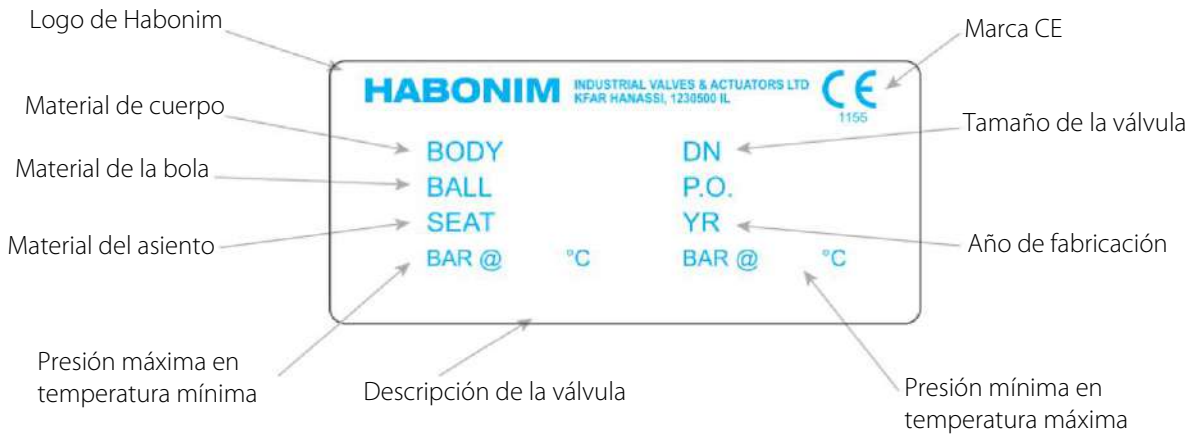 Logo de Habonim
Marca CE
HABONIM INDUSTRIAL VALVES & ACTUATORS LTD
KFAR HANASSI, 1230500 IL
CE
1155
Material de cuerpo
BODY
DN
Tamaño de la válvula
Material de la bola
BALL
P.O.
Material del asiento
SEAT
YR
Año de fabricación
BAR @ °C
BAR @ °C
Presión máxima en
temperatura mínima
Descripción de la válvula
Presión mínima en
temperatura máxima